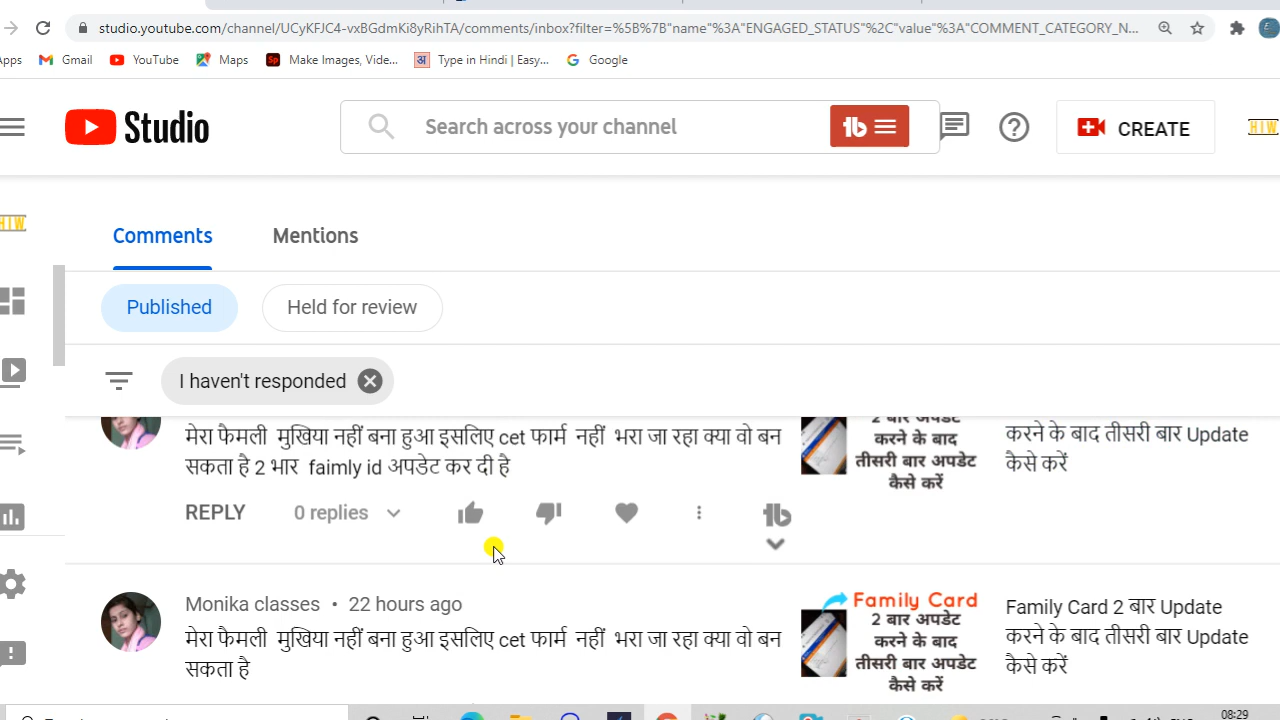 studio.youtube.com/channel/UCyKFJC4-vxBGdmKi8yRihTA/comments/inbox?filter=%5B%7B"name"%3A"ENGAGED_STATUS"%2C"value"%3A"COMMENT_CATEGORY_N...
Apps Gmail YouTube Maps Sp Make Images, Vide... अ Type in Hindi | Easy... Google
Studio Search across your channel CREATE HIW
HIW
Comments Mentions
Published Held for review
I haven't responded
मेरा फैमली मुखिया नहीं बना हुआ इसलिए cet फार्म नहीं भरा जा रहा क्या वो बन
सकता है 2 भार faimly id अपडेट कर दी है
REPLY 0 replies
2 बार अपडेट
करने के बाद
तीसरी बार अपडेट
कैसे करें
करने के बाद तीसरी बार Update
कैसे करें
Monika classes • 22 hours ago
मेरा फैमली मुखिया नहीं बना हुआ इसलिए cet फार्म नहीं भरा जा रहा क्या वो बन
सकता है
Family Card
2 बार अपडेट
करने के बाद
तीसरी बार अपडेट
कैसे करें
Family Card 2 बार Update
करने के बाद तीसरी बार Update
कैसे करें
08:29